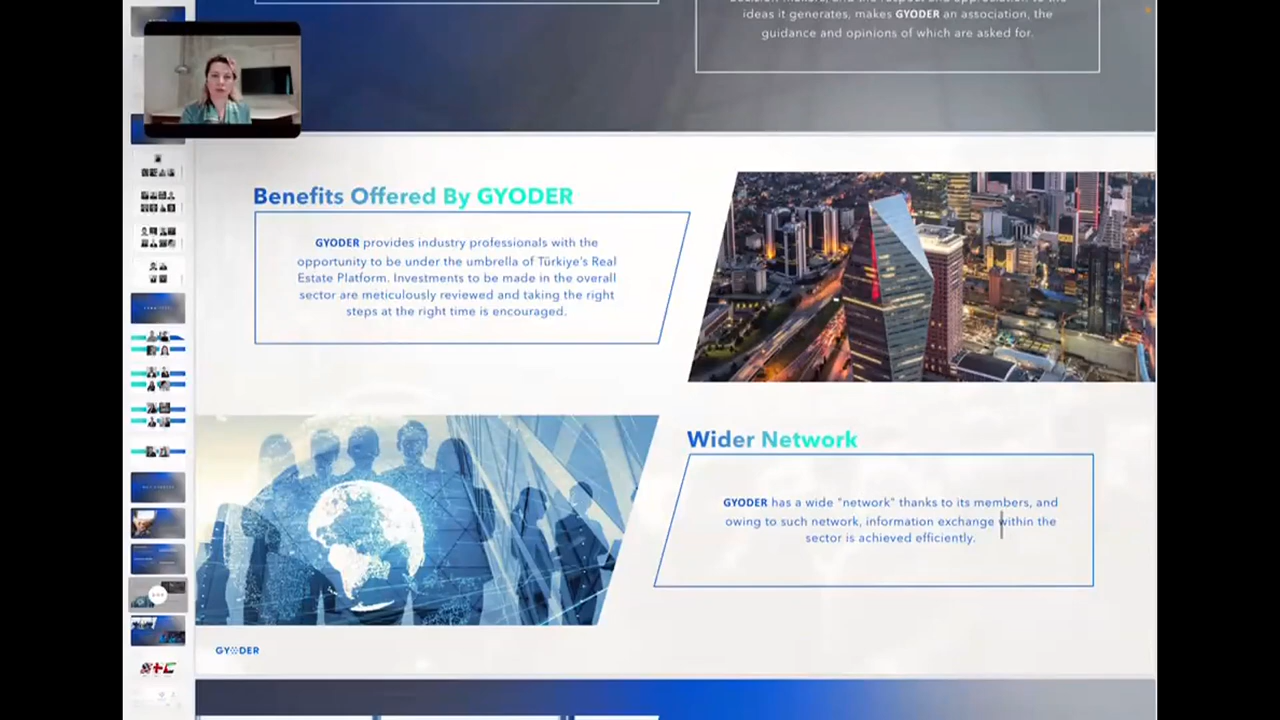 ideas it generates, makes GYODER an association, the
guidance and opinions of which are asked for.
Benefits Offered By GYODER
GYODER provides industry professionals with the
opportunity to be under the umbrella of Türkiye's Real
Estate Platform. Investments to be made in the overall
sector are meticulously reviewed and taking the right
steps at the right time is encouraged.
Wider Network
GYODER has a wide "network" thanks to its members, and
owing to such network, information exchange within the
sector is achieved efficiently.
GYODER